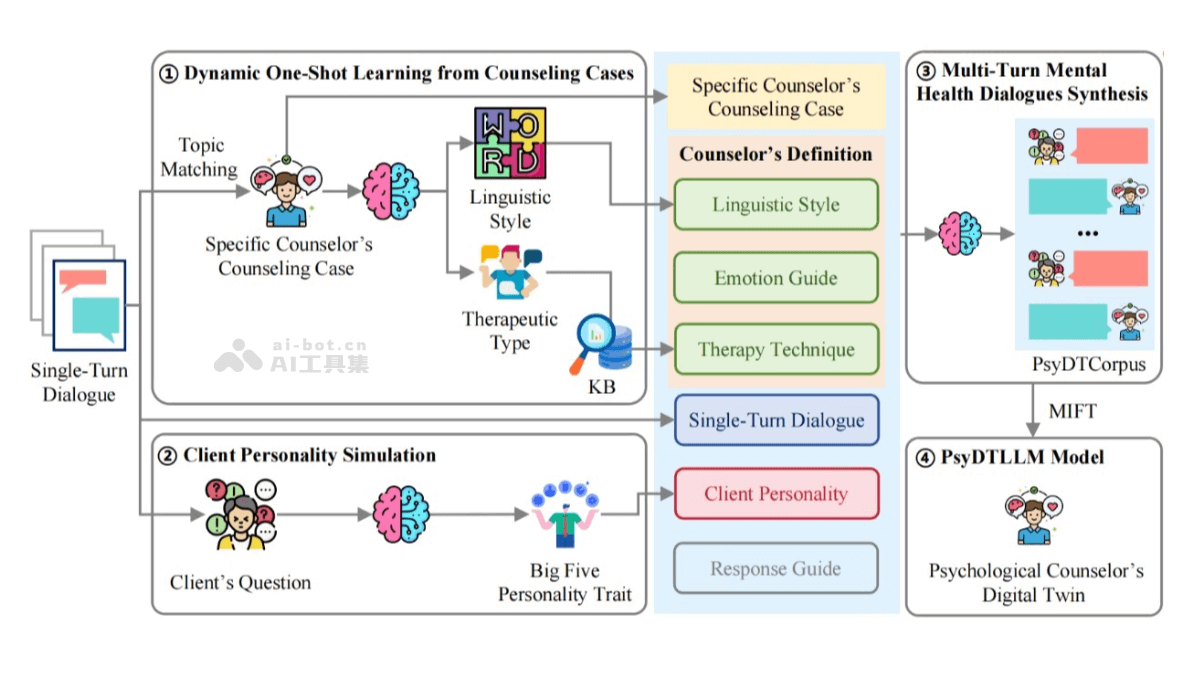 ① Dynamic One-Shot Learning from Counseling Cases
Topic
Matching
Specific Counselor's
Counseling Case
WORD
Linguistic
Style
Therapeutic
Type
KB
ai-bot.cn
AI工具集
Single-Turn
Dialogue
② Client Personality Simulation
Client's Question
Big Five
Personality Trait
Specific Counselor's
Counseling Case
Counselor's Definition
Linguistic Style
Emotion Guide
Therapy Technique
Single-Turn Dialogue
Client Personality
Response Guide
③ Multi-Turn Mental
Health Dialogues Synthesis
...
PsyDTCorpus
MIFT
④ PsyDTLLM Model
Psychological Counselor's
Digital Twin